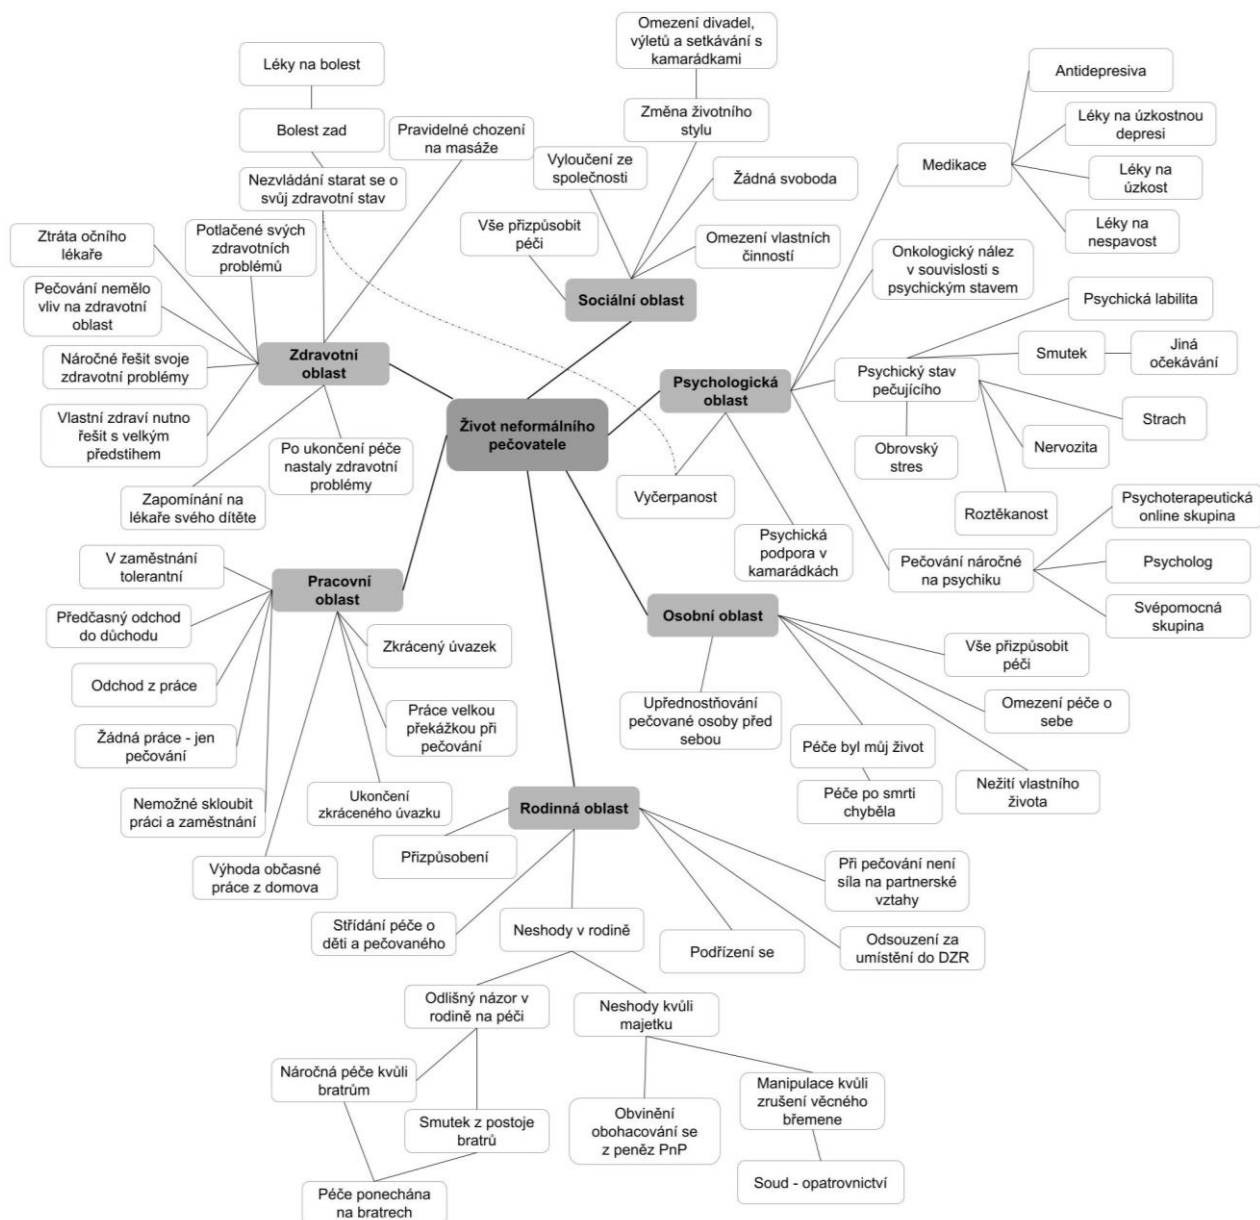 Omezení divadel,
výletů a setkávání s
kamarádkami
Léky na bolest
Antidepresiva
Bolest zad
Pravidelné chození
na masáže
Změna životního
stylu
Léky na úzkostnou
depresi
Vyloučení ze
společnosti
Medikace
Nezvládání starat se o
svůj zdravotní stav
Žádná svoboda
Léky na
úzkost
Ztráta očního
lékaře
Potlačené svých
zdravotních
problémů
Vše přizpůsobit
péči
Omezení vlastních
činností
Léky na
nespavost
Onkologický nález
v souvislosti s
psychickým stavem
Pečování nemělo
vliv na zdravotní
oblast
Sociální oblast
Psychická labilita
Zdravotní
oblast
Náročné řešit svoje
zdravotní problémy
Psychologická
oblast
Psychický stav
pečujícího
Smutek
Jiná
očekávání
Život neformálního
pečovatele
Vlastní zdraví nutno
řešit s velkým
předstihem
Strach
Po ukončení péče
nastaly zdravotní
problémy
Obrovský
stres
Nervozita
Zapomínání na
lékaře svého dítěte
Vyčerpanost
Roztěkanost
Psychoterapeutická
online skupina
Psychická
podpora v
kamarádkách
V zaměstnání
tolerantní
Pracovní
oblast
Pečování náročné
na psychiku
Psycholog
Předčasný odchod
do důchodu
Osobní oblast
Svépomocná
skupina
Zkrácený úvazek
Vše přizpůsobit
péči
Odchod z práce
Upřednostňování
pečované osoby před
sebou
Omezení péče o
sebe
Práce velkou
překážkou při
pečování
Žádná práce - jen
pečování
Péče byl můj život
Nežití vlastního
života
Ukončení
zkráceného úvazku
Péče po smrti
chyběla
Nemožné skloubit
práci a zaměstnání
Rodinná oblast
Přizpůsobení
Výhoda občasné
práce z domova
Při pečování není
síla na partnerské
vztahy
Střídání péče o
děti a pečovaného
Neshody v rodině
Podřízení se
Odsouzení za
umístění do DZR
Odlišný názor v
rodině na péči
Neshody kvůli
majetku
Náročná péče kvůli
bratrům
Manipulace kvůli
zrušení věcného
břemene
Smutek z postoje
bratrů
Obvinění
obohacování se
z peněz PnP
Soud - opatrovnictví
Péče ponechána
na bratrech